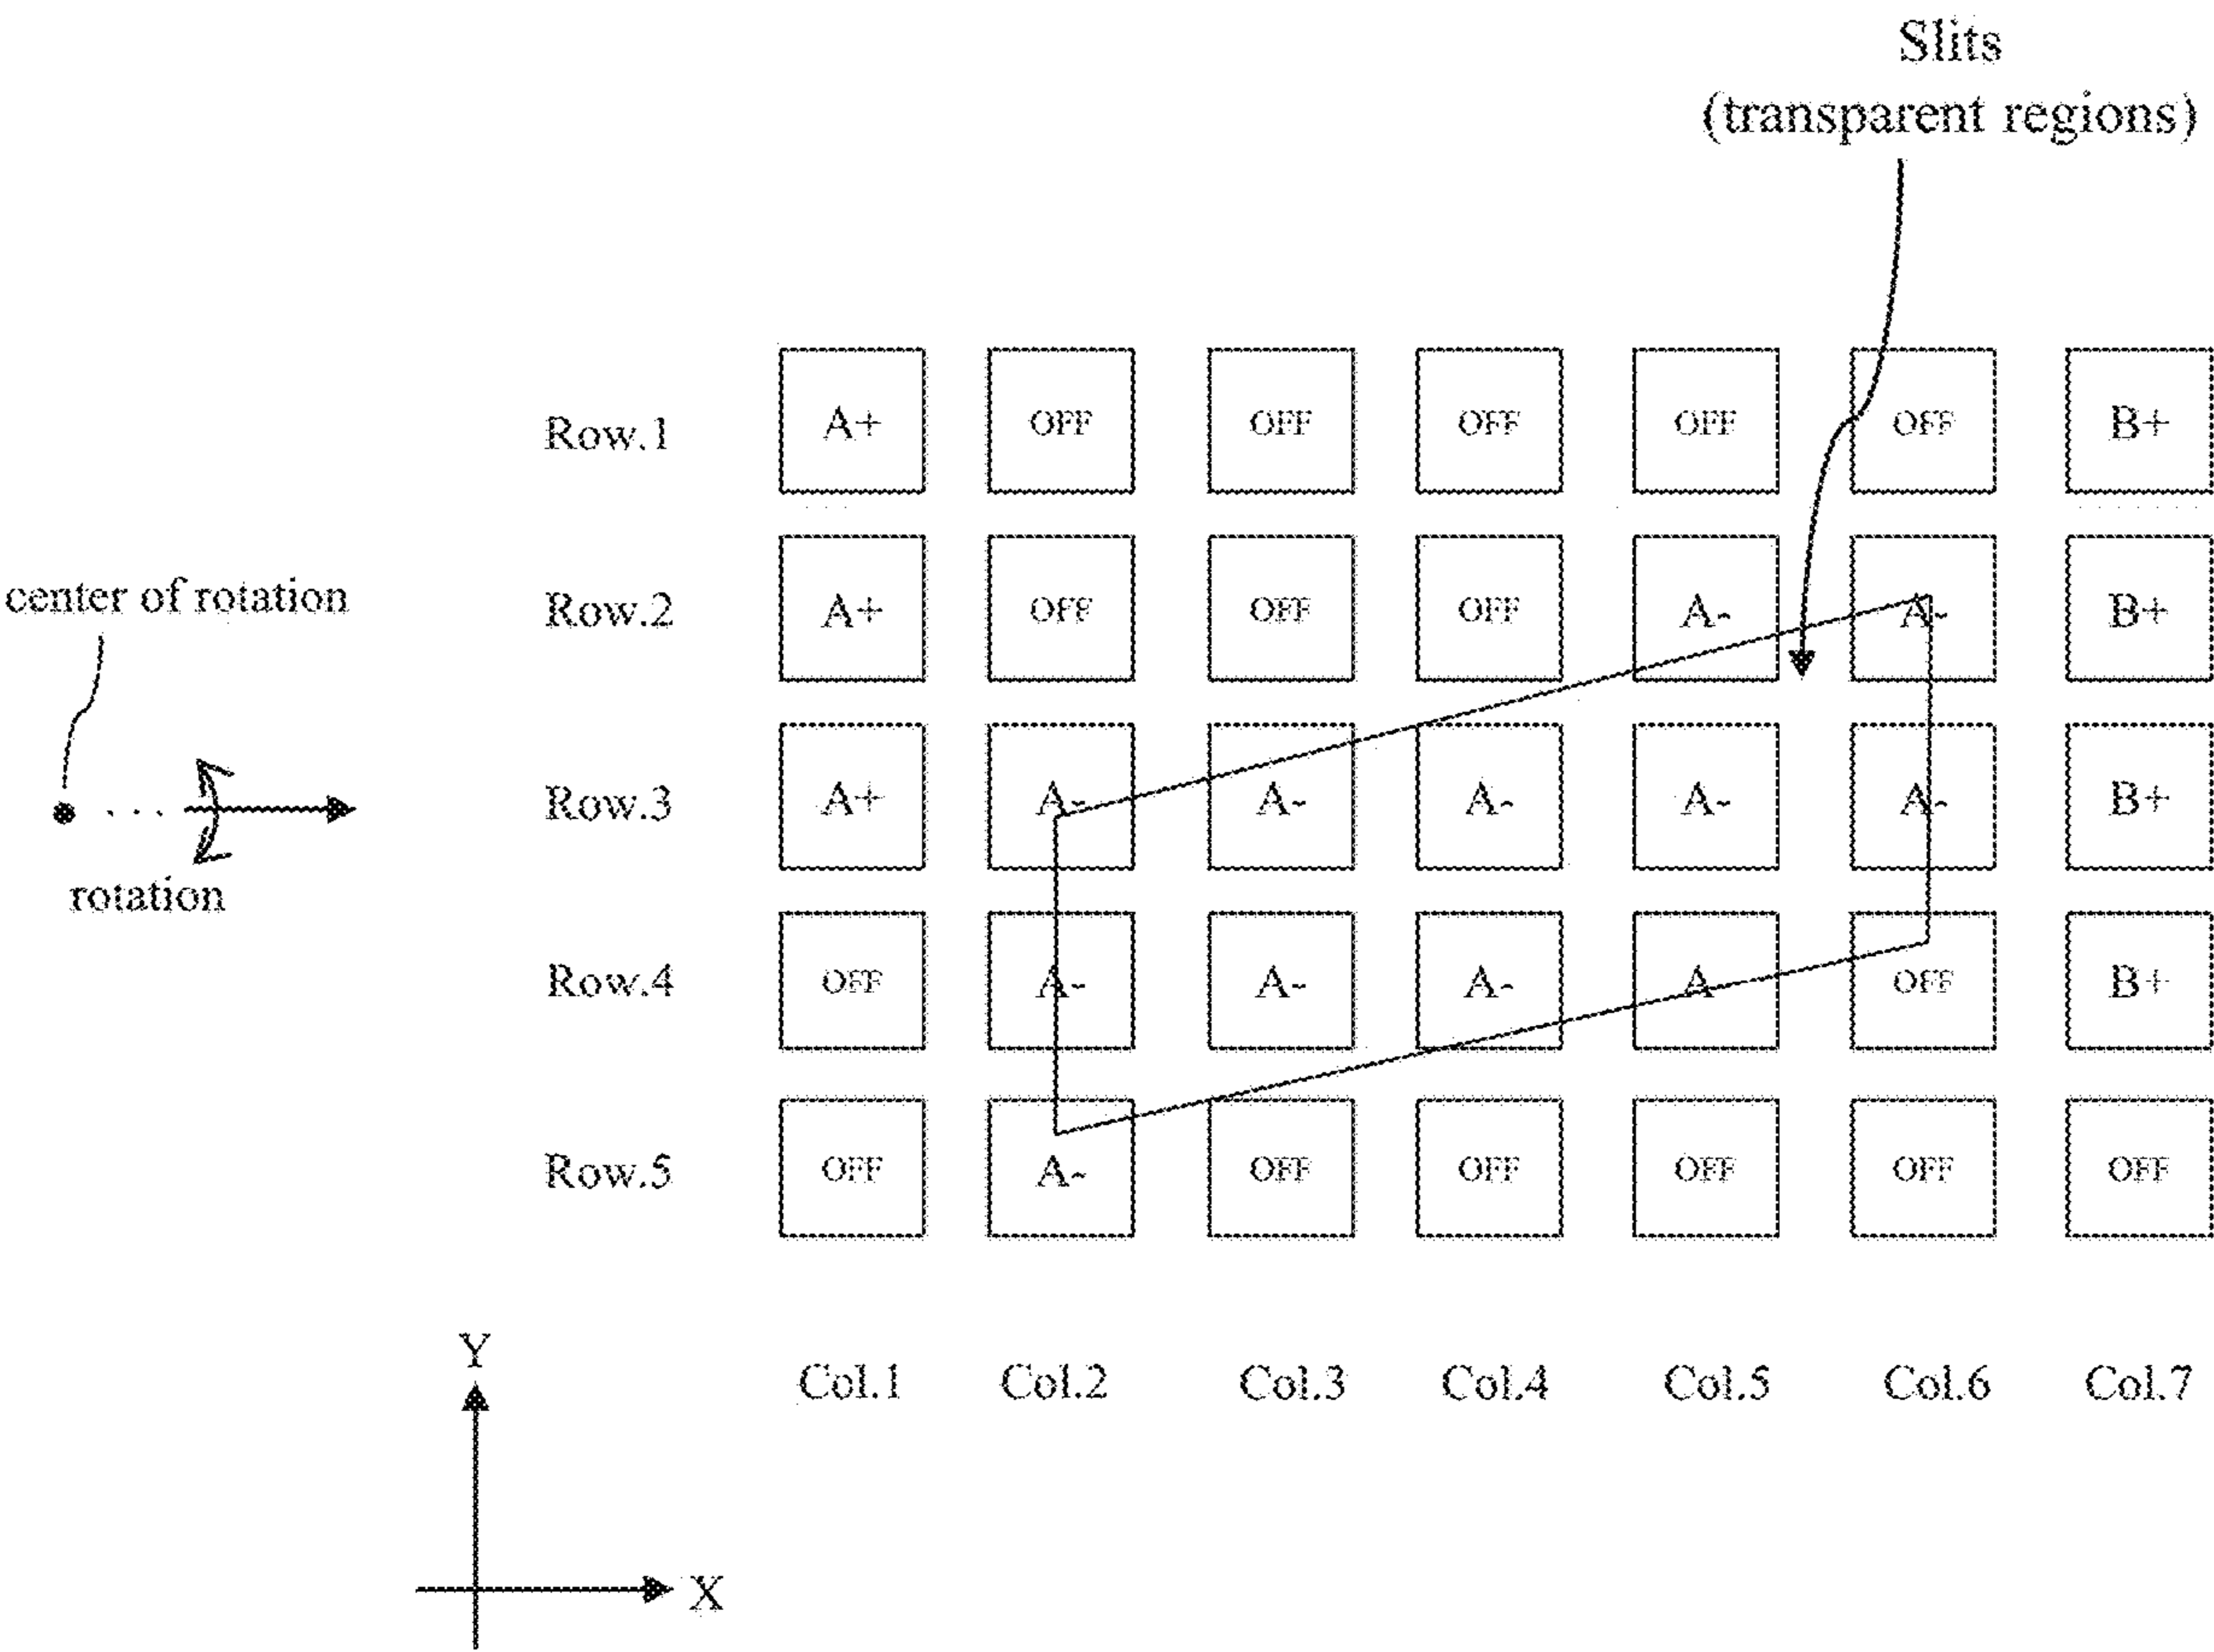 Slits
(transparent regions)
Row.1 A+ OFF OFF OFF OFF OFF B+
center of rotation
Row.2 A+ OFF OFF OFF A- A- B+
Row.3 A+ A- A- A- A- A- B+
. . .
rotation
Row.4 OFF A- A- A- A- OFF B+
Row.5 OFF A- OFF OFF OFF OFF OFF
Y
Col.1 Col.2 Col.3 Col.4 Col.5 Col.6 Col.7
X